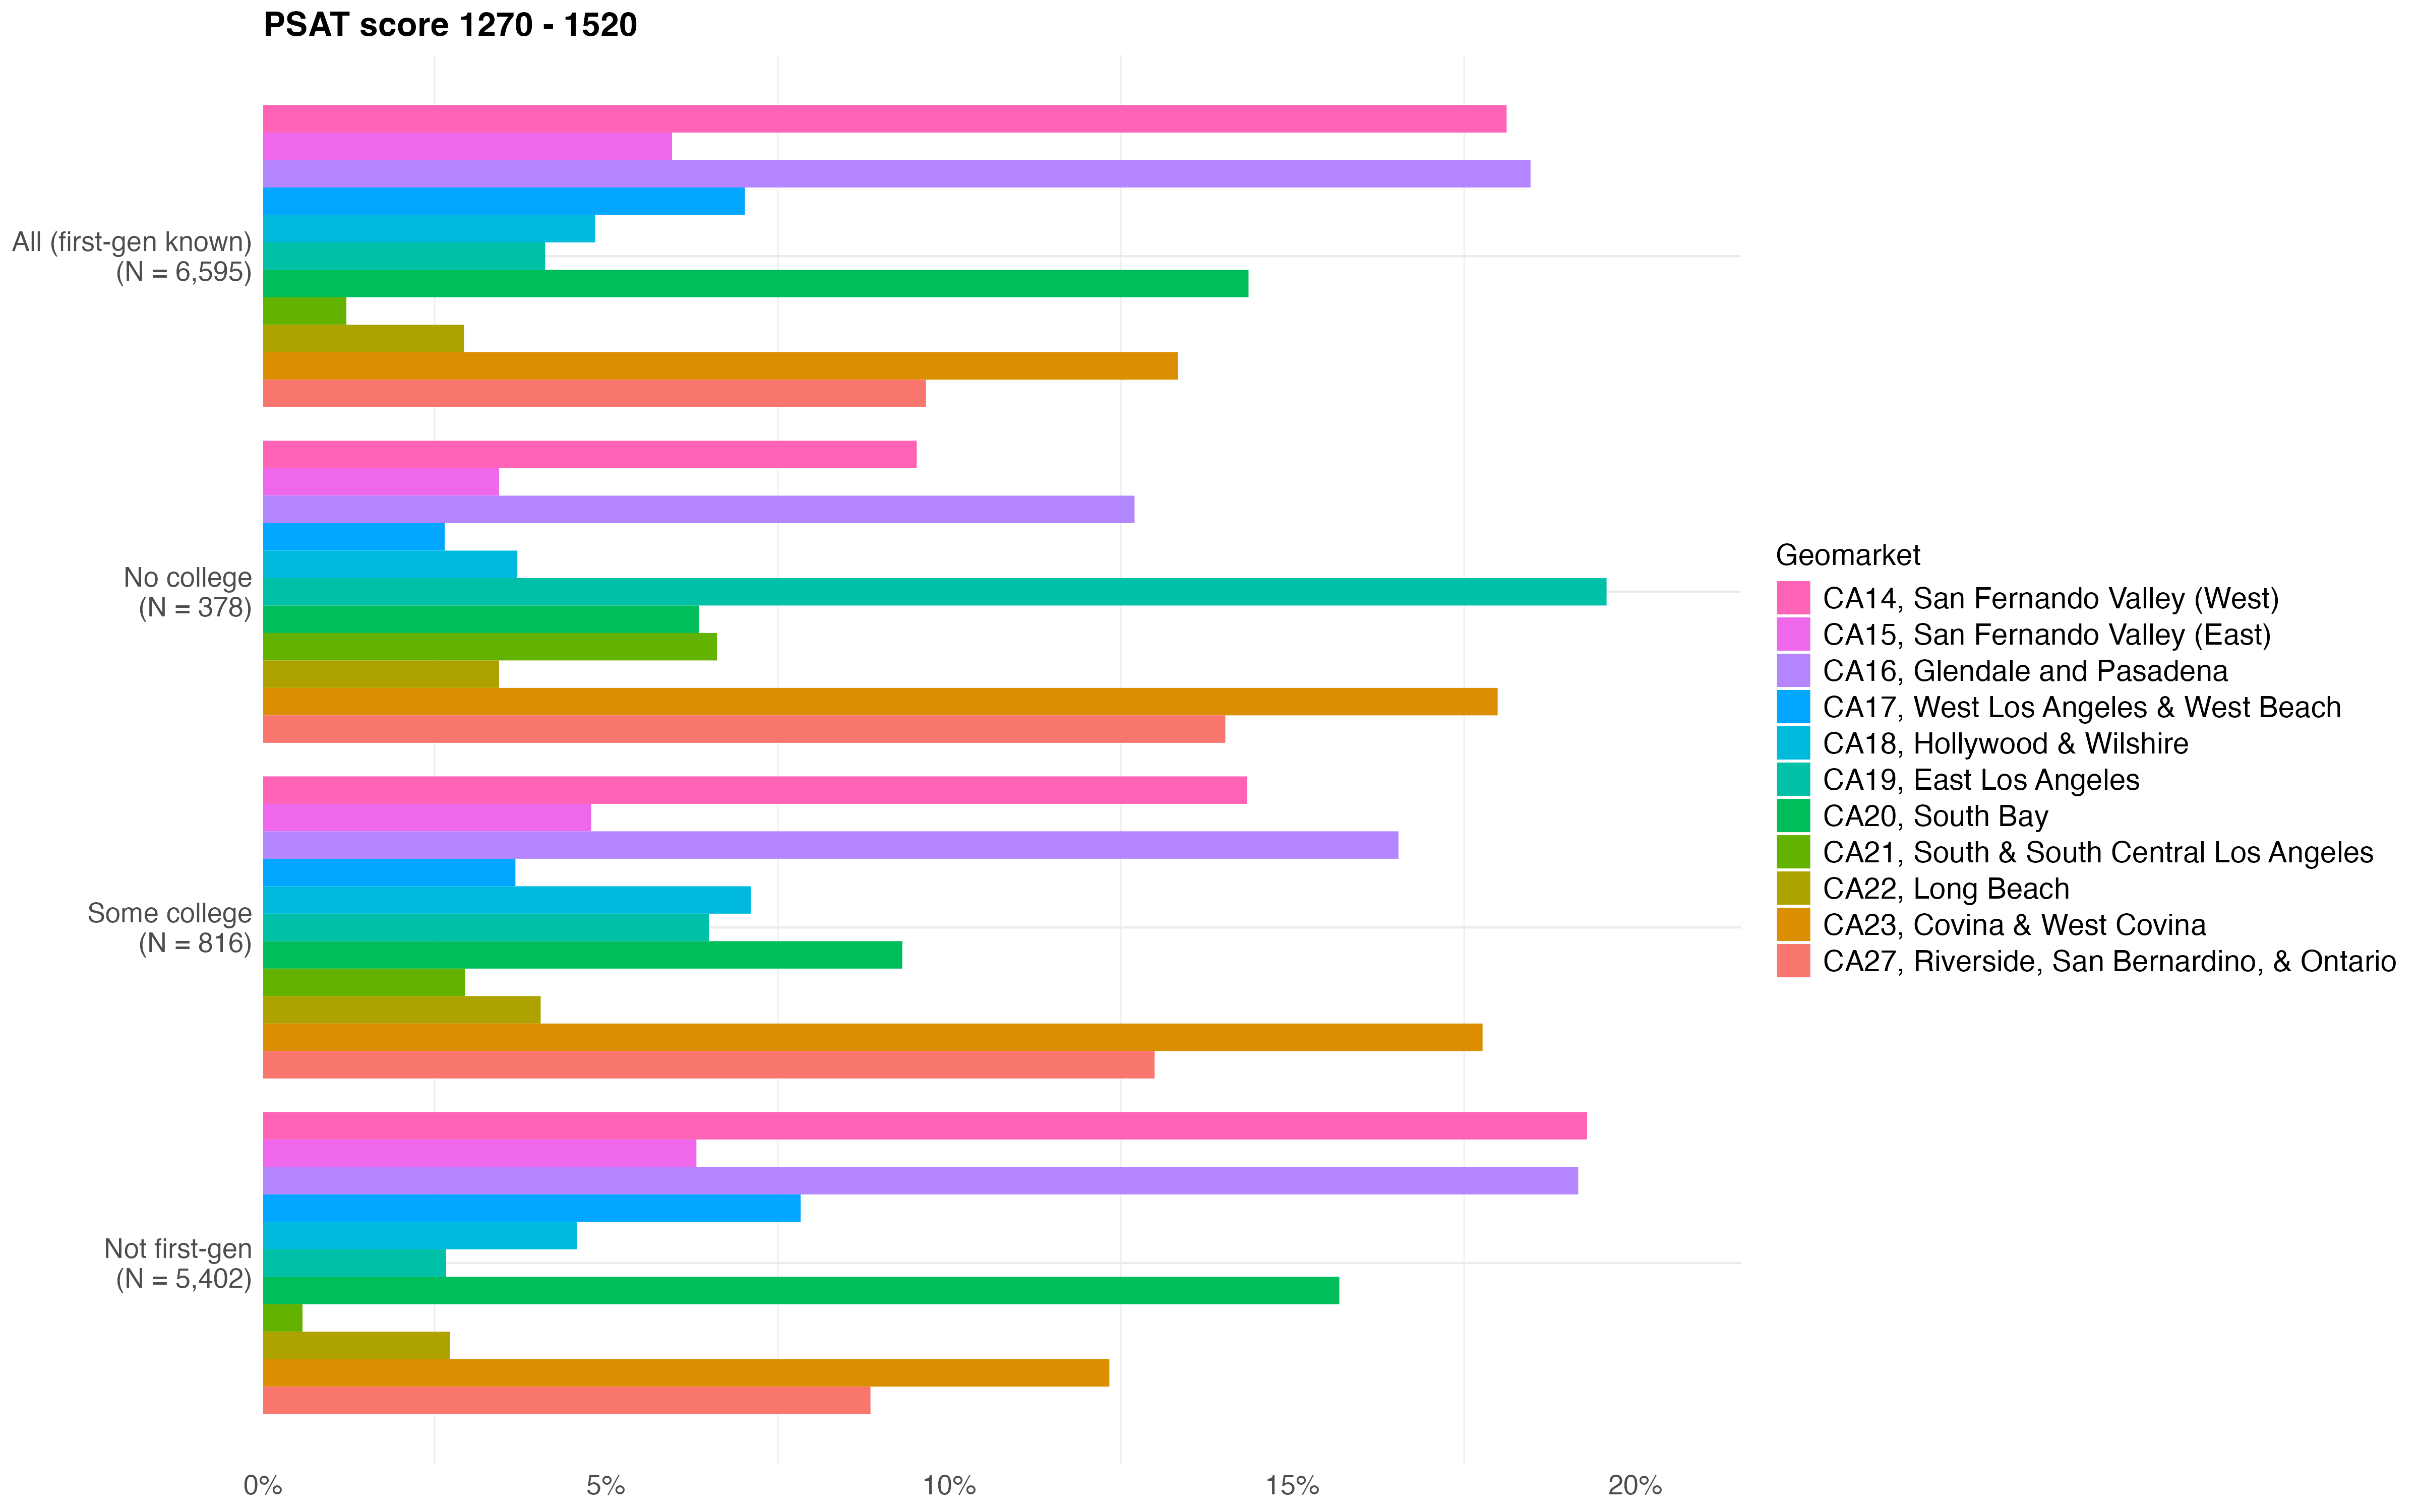 PSAT score 1270 - 1520
All (first-gen known)
(N = 6,595)
No college
(N = 378)
Some college
(N = 816)
Not first-gen
(N = 5,402)
0%
5%
10%
15%
20%
Geomarket
CA14, San Fernando Valley (West)
CA15, San Fernando Valley (East)
CA16, Glendale and Pasadena
CA17, West Los Angeles & West Beach
CA18, Hollywood & Wilshire
CA19, East Los Angeles
CA20, South Bay
CA21, South & South Central Los Angeles
CA22, Long Beach
CA23, Covina & West Covina
CA27, Riverside, San Bernardino, & Ontario